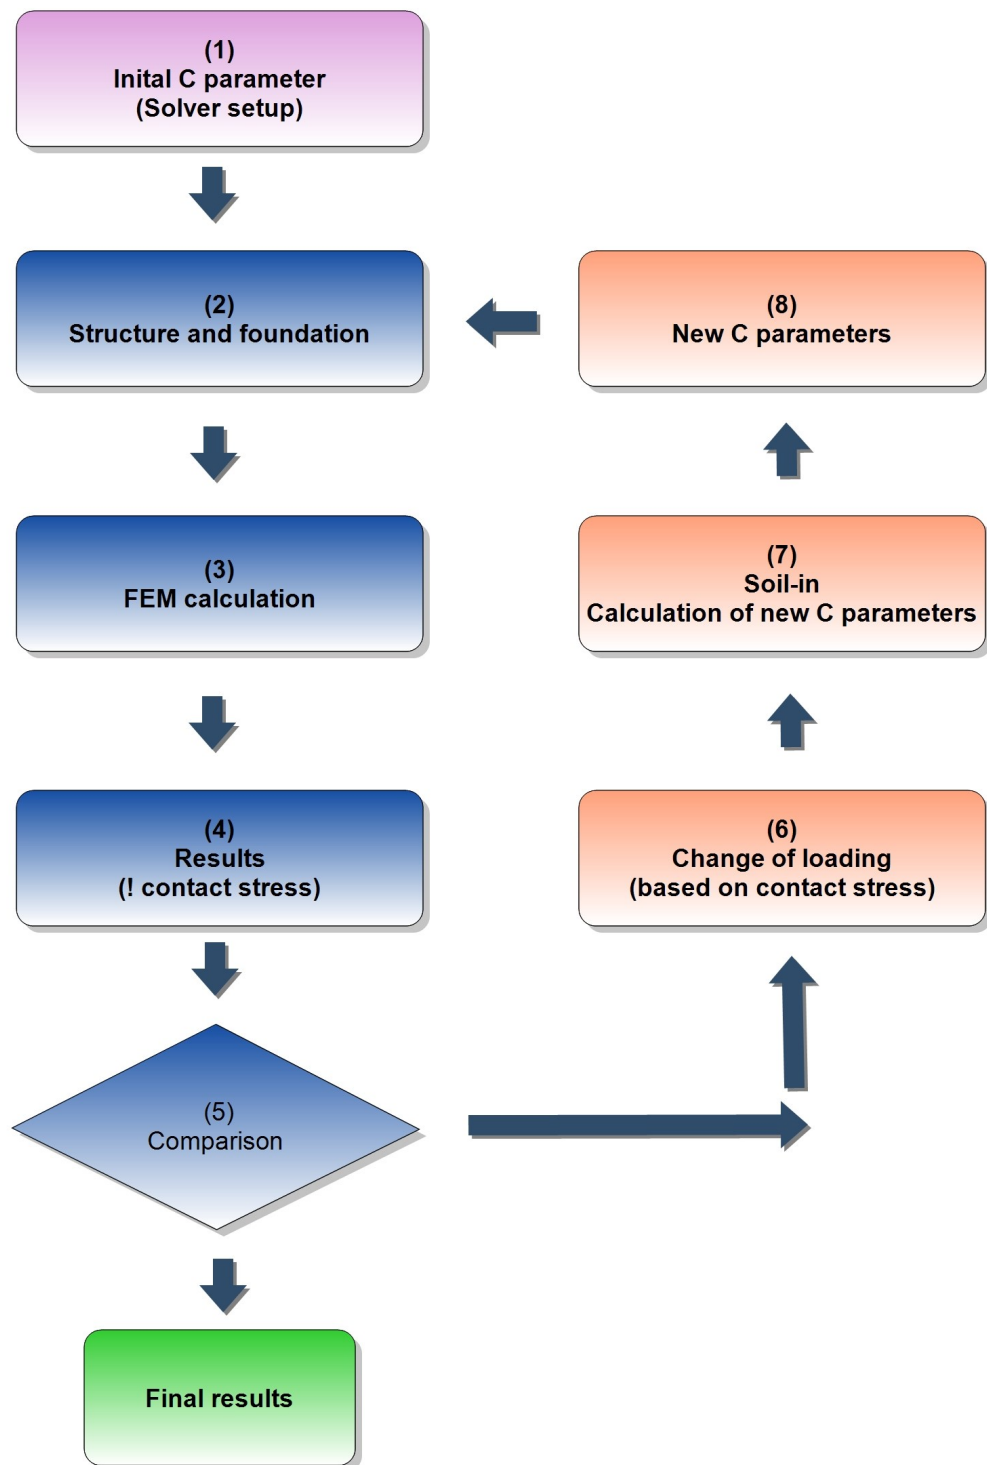 (1)
Inital C parameter
(Solver setup)
(2)
Structure and foundation
(3)
FEM calculation
(4)
Results
(! contact stress)
(5)
Comparison
Final results
(6)
Change of loading
(based on contact stress)
(7)
Soil-in
Calculation of new C parameters
(8)
New C parameters